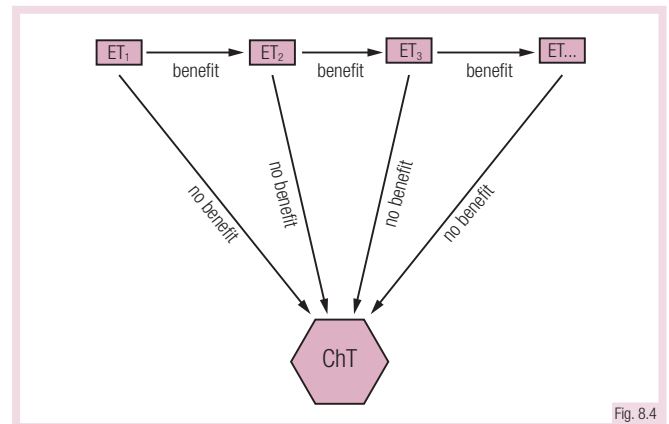 ET₁
ET₂
ET₃
ET...
benefit
benefit
benefit
no benefit
no benefit
no benefit
no benefit
ChT
Fig. 8.4